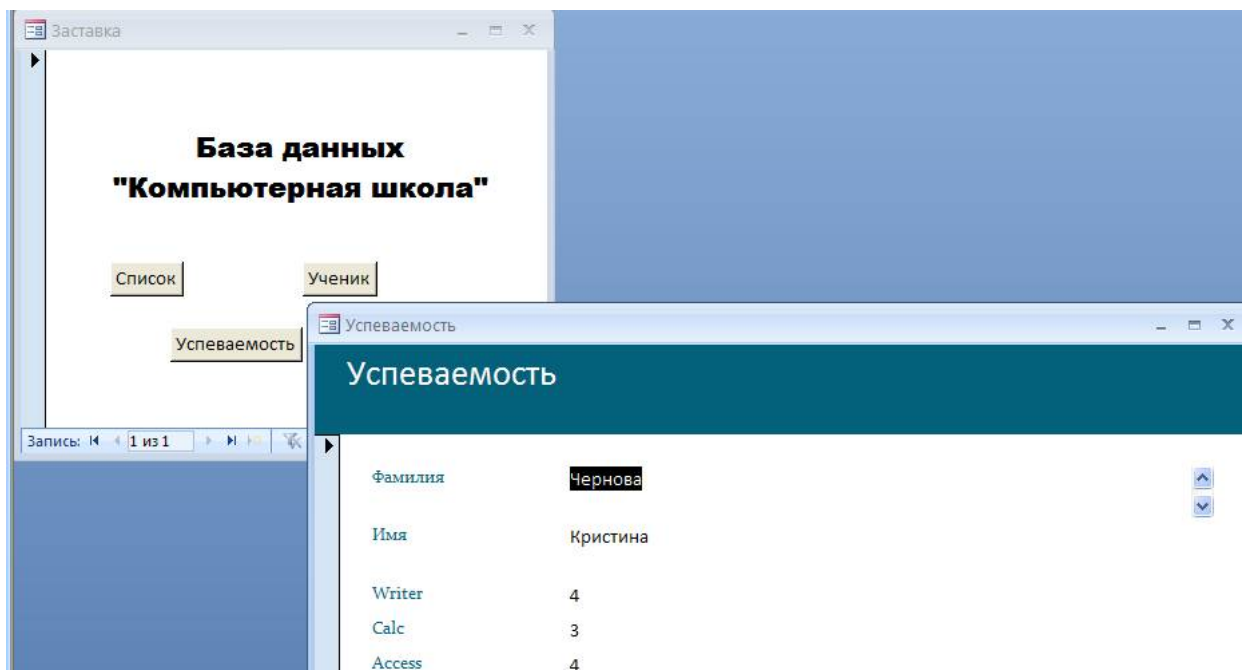 Заставка
База данных
"Компьютерная школа"
Список
Ученик
Успеваемость
Запись: 1 из 1
Успеваемость
Успеваемость
Фамилия Чернова
Имя Кристина
Writer 4
Calc 3
Access 4